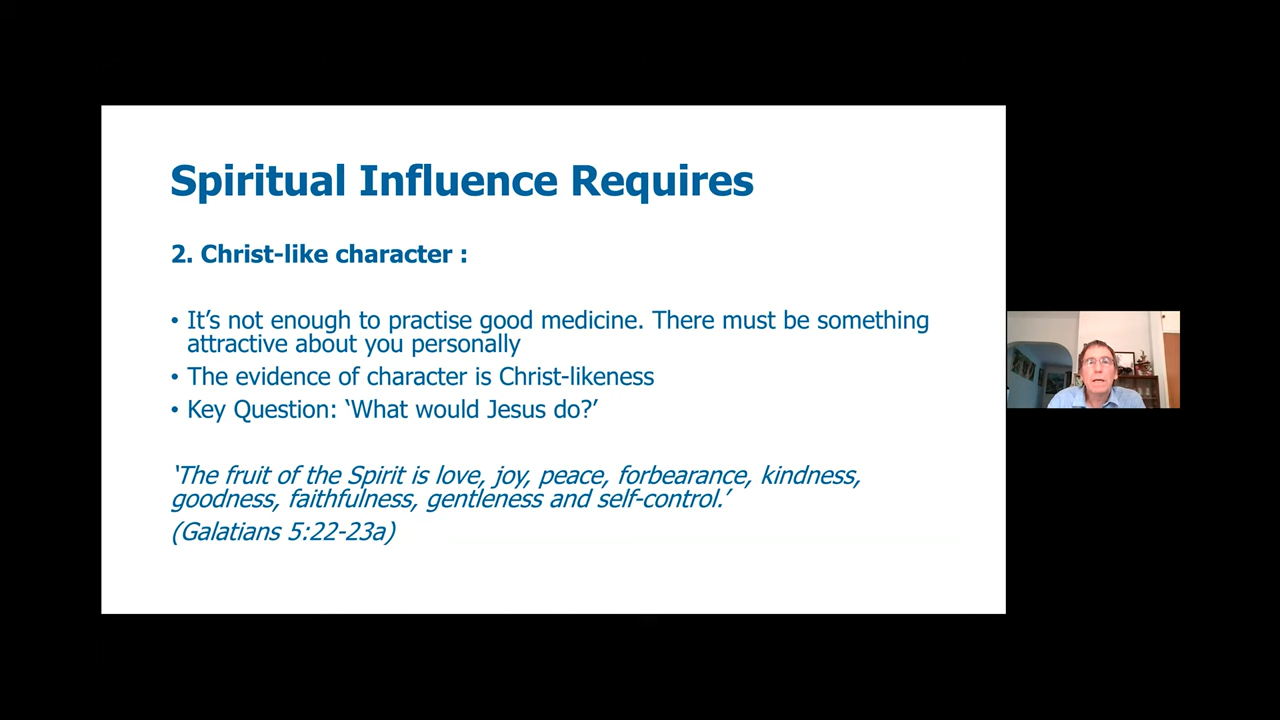 Spiritual Influence Requires
2. Christ-like character :
• It’s not enough to practise good medicine. There must be something
attractive about you personally
• The evidence of character is Christ-likeness
• Key Question: ‘What would Jesus do?’
‘The fruit of the Spirit is love, joy, peace, forbearance, kindness,
goodness, faithfulness, gentleness and self-control.’
(Galatians 5:22-23a)